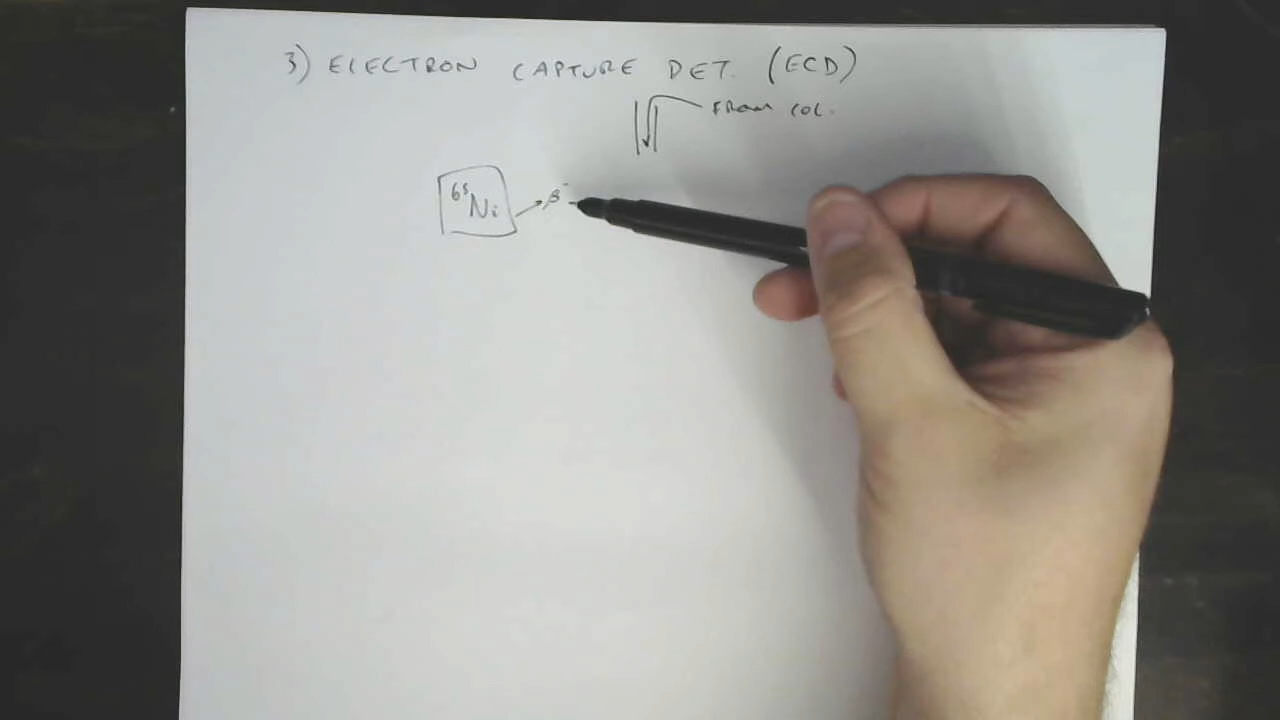 3) ELECTRON CAPTURE DET. (ECD)
FROM COL.
⁶³Ni → β⁻